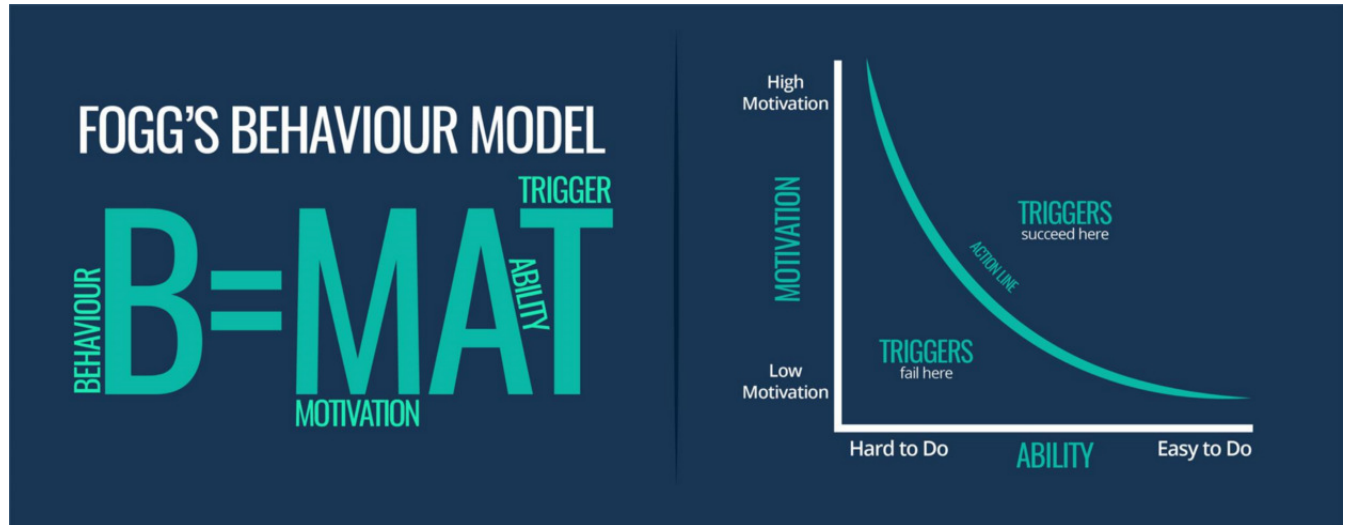 FOGG'S BEHAVIOUR MODEL
TRIGGER
BEHAVIOUR
B=MAT
ABILITY
MOTIVATION
High
Motivation
MOTIVATION
TRIGGERS
succeed here
ACTION LINE
TRIGGERS
fail here
Low
Motivation
Hard to Do
ABILITY
Easy to Do